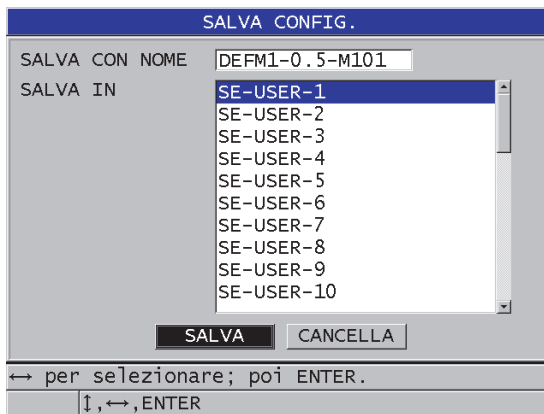 SALVA CONFIG.
SALVA CON NOME DEFM1-0.5-M101
SALVA IN
SE-USER-1
SE-USER-2
SE-USER-3
SE-USER-4
SE-USER-5
SE-USER-6
SE-USER-7
SE-USER-8
SE-USER-9
SE-USER-10
SALVA CANCELLA
↔ per selezionare; poi ENTER.
↕,↔,ENTER